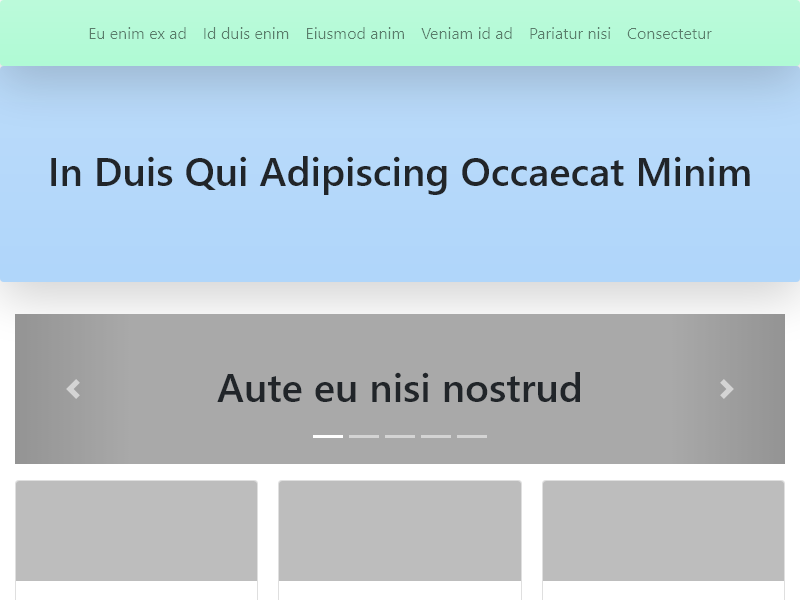 Eu enim ex ad Id duis enim Eiusmod anim Veniam id ad Pariatur nisi Consectetur
In Duis Qui Adipiscing Occaecat Minim
Aute eu nisi nostrud